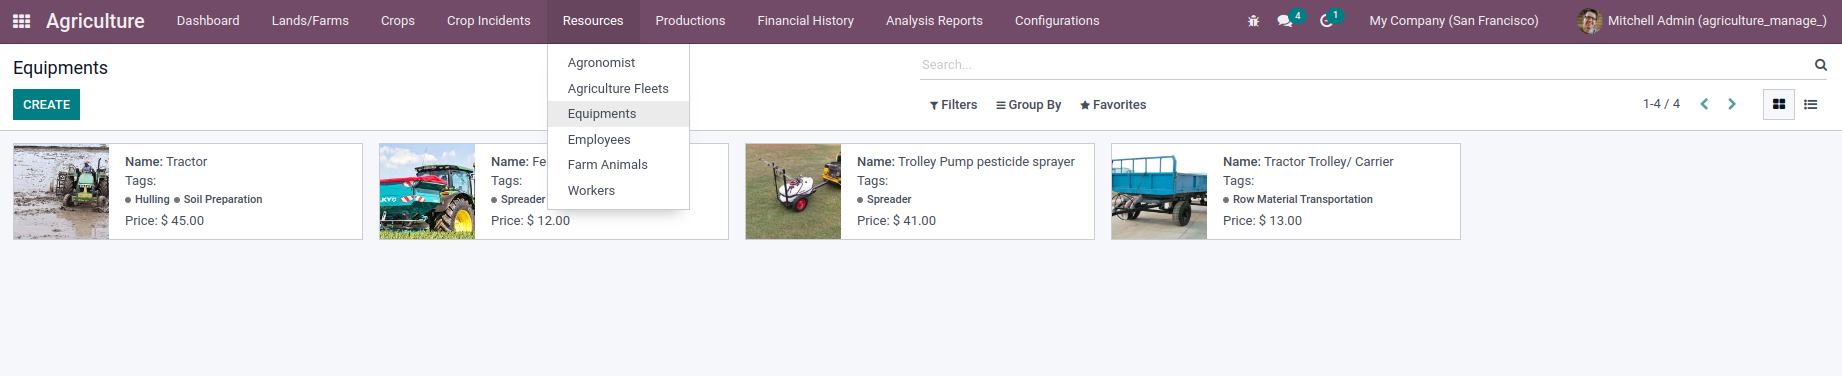 Agriculture Dashboard Lands/Farms Crops Crop Incidents Resources Productions Financial History Analysis Reports Configurations 4 1 My Company (San Francisco) Mitchell Admin (agriculture_manage_)
Agronomist
Agriculture Fleets
Equipments
Employees
Farm Animals
Workers
Equipments
Search...
CREATE
Filters Group By Favorites
1-4 / 4
Name: Tractor
Tags:
Hulling Soil Preparation
Price: $ 45.00
Name:
Tags:
Spreader
Price: $ 12.00
Name: Trolley Pump pesticide sprayer
Tags:
Spreader
Price: $ 41.00
Name: Tractor Trolley/ Carrier
Tags:
Row Material Transportation
Price: $ 13.00